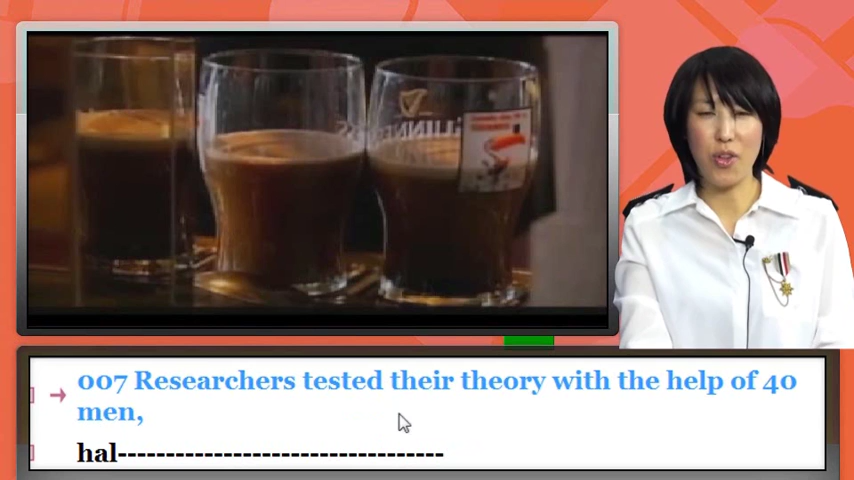 GUINNESS
007 Researchers tested their theory with the help of 40
men,
hal----------------------------------